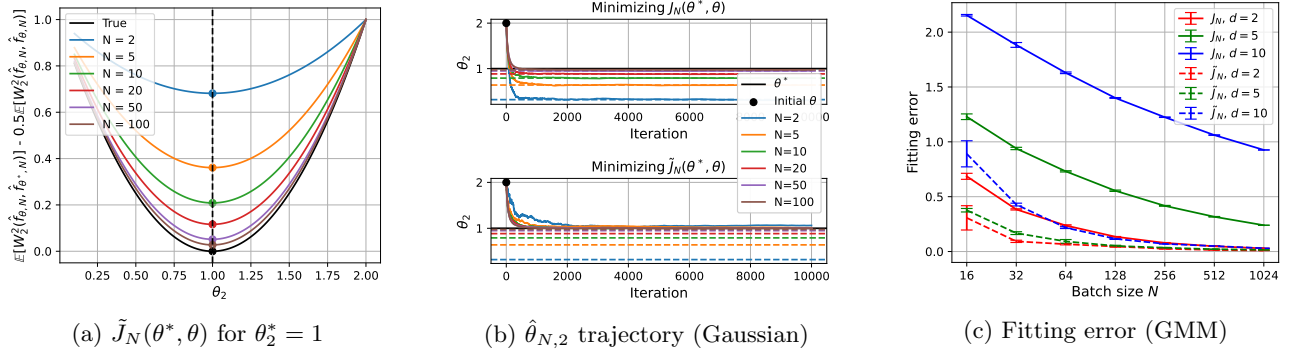 𝔼[W₂²(f̂_{θ,N}, f̂_{θ*,N})] - 0.5𝔼[W₂²(f̂_{θ,N}, f̂_{θ,N})]
1.0
0.8
0.6
0.4
0.2
0.0
True
N = 2
N = 5
N = 10
N = 20
N = 50
N = 100
0.25 0.50 0.75 1.00 1.25 1.50 1.75 2.00
θ₂
(a) J̃_N(θ*, θ) for θ₂* = 1
Minimizing J_N(θ*, θ)
θ₂
2
1
0 2000 4000 6000 8000 10000
Iteration
θ*
Initial θ
N=2
N=5
N=10
N=20
N=50
N=100
Minimizing J̃_N(θ*, θ)
θ₂
2
1
0 2000 4000 6000 8000 10000
Iteration
(b) θ̂_{N,2} trajectory (Gaussian)
Fitting error
2.0
1.5
1.0
0.5
0.0
J_N, d = 2
J_N, d = 5
J_N, d = 10
J̃_N, d = 2
J̃_N, d = 5
J̃_N, d = 10
16 32 64 128 256 512 1024
Batch size N
(c) Fitting error (GMM)